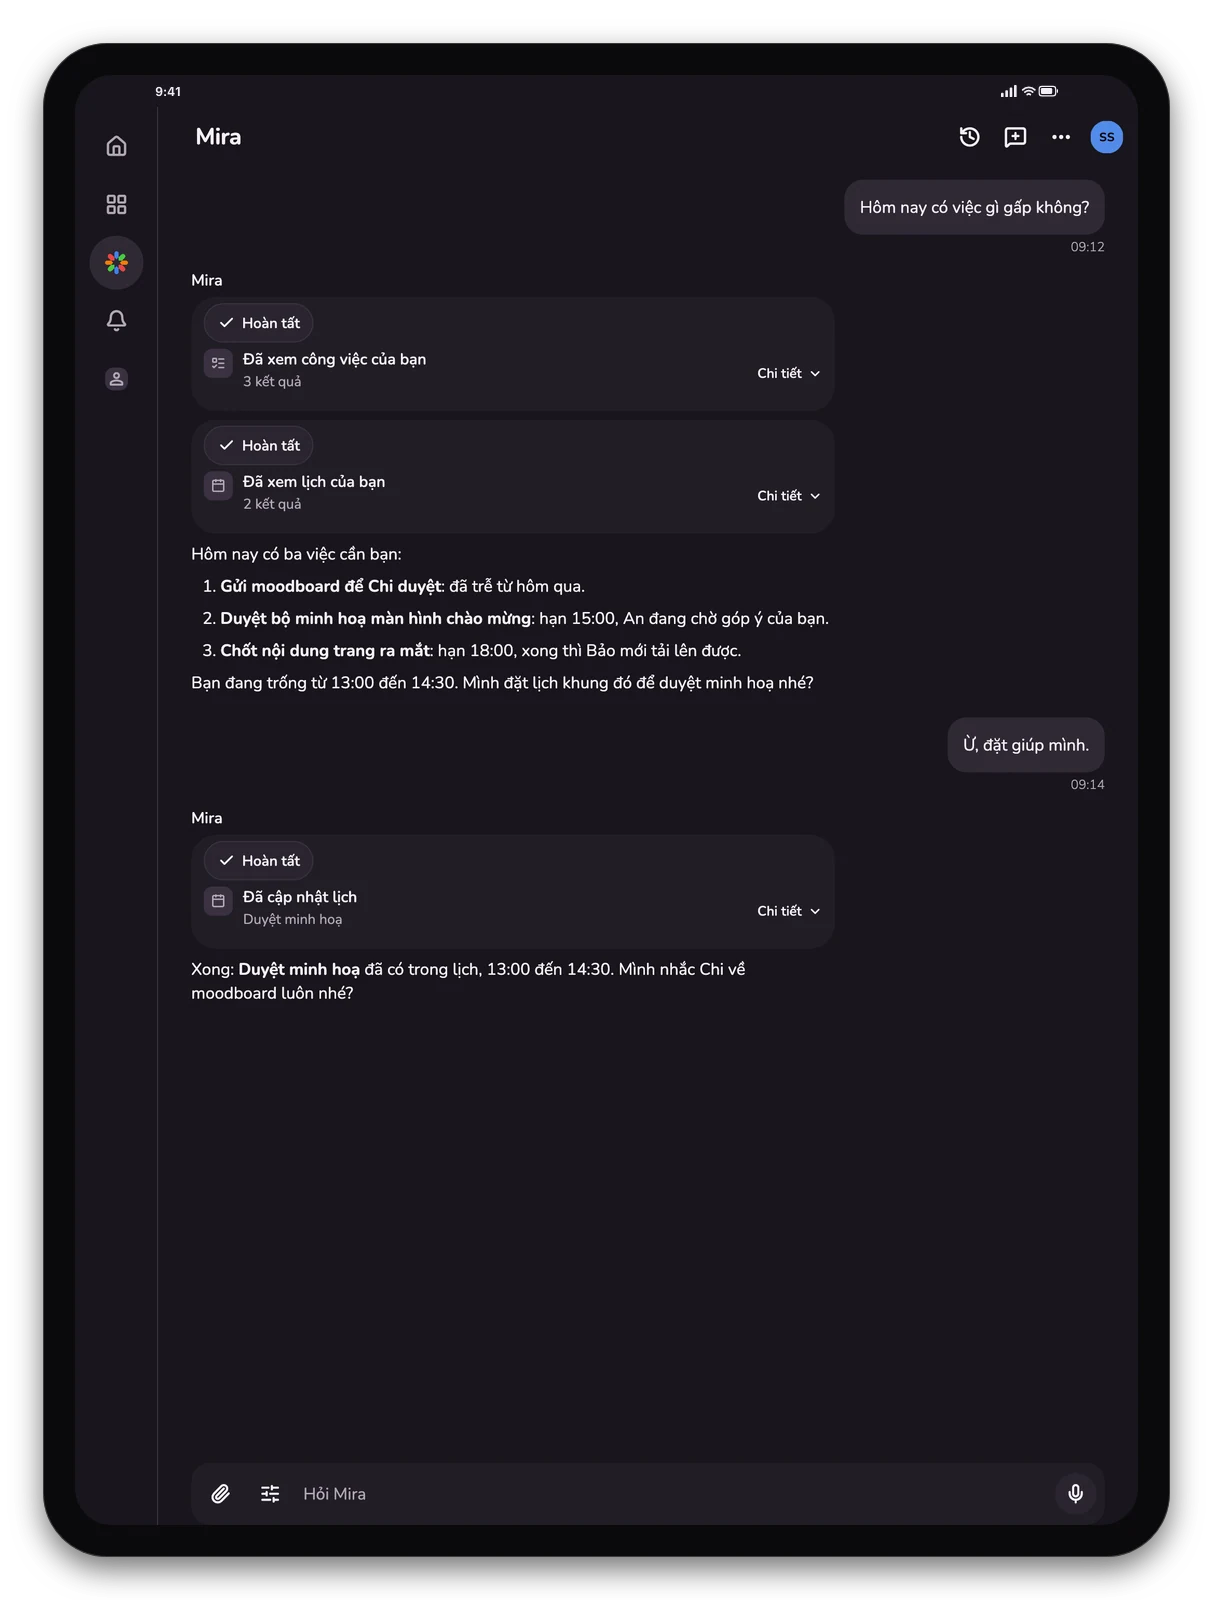 9:41
Mira
SS
Hôm nay có việc gì gấp không?
09:12
Mira
Hoàn tất
Đã xem công việc của bạn
3 kết quả
Chi tiết
Hoàn tất
Đã xem lịch của bạn
2 kết quả
Chi tiết
Hôm nay có ba việc cần bạn:
1. Gửi moodboard để Chi duyệt: đã trễ từ hôm qua.
2. Duyệt bộ minh hoạ màn hình chào mừng: hạn 15:00, An đang chờ góp ý của bạn.
3. Chốt nội dung trang ra mắt: hạn 18:00, xong thì Bảo mới tải lên được.
Bạn đang trống từ 13:00 đến 14:30. Mình đặt lịch khung đó để duyệt minh hoạ nhé?
Ừ, đặt giúp mình.
09:14
Mira
Hoàn tất
Đã cập nhật lịch
Duyệt minh hoạ
Chi tiết
Xong: Duyệt minh hoạ đã có trong lịch, 13:00 đến 14:30. Mình nhắc Chi về
moodboard luôn nhé?
Hỏi Mira